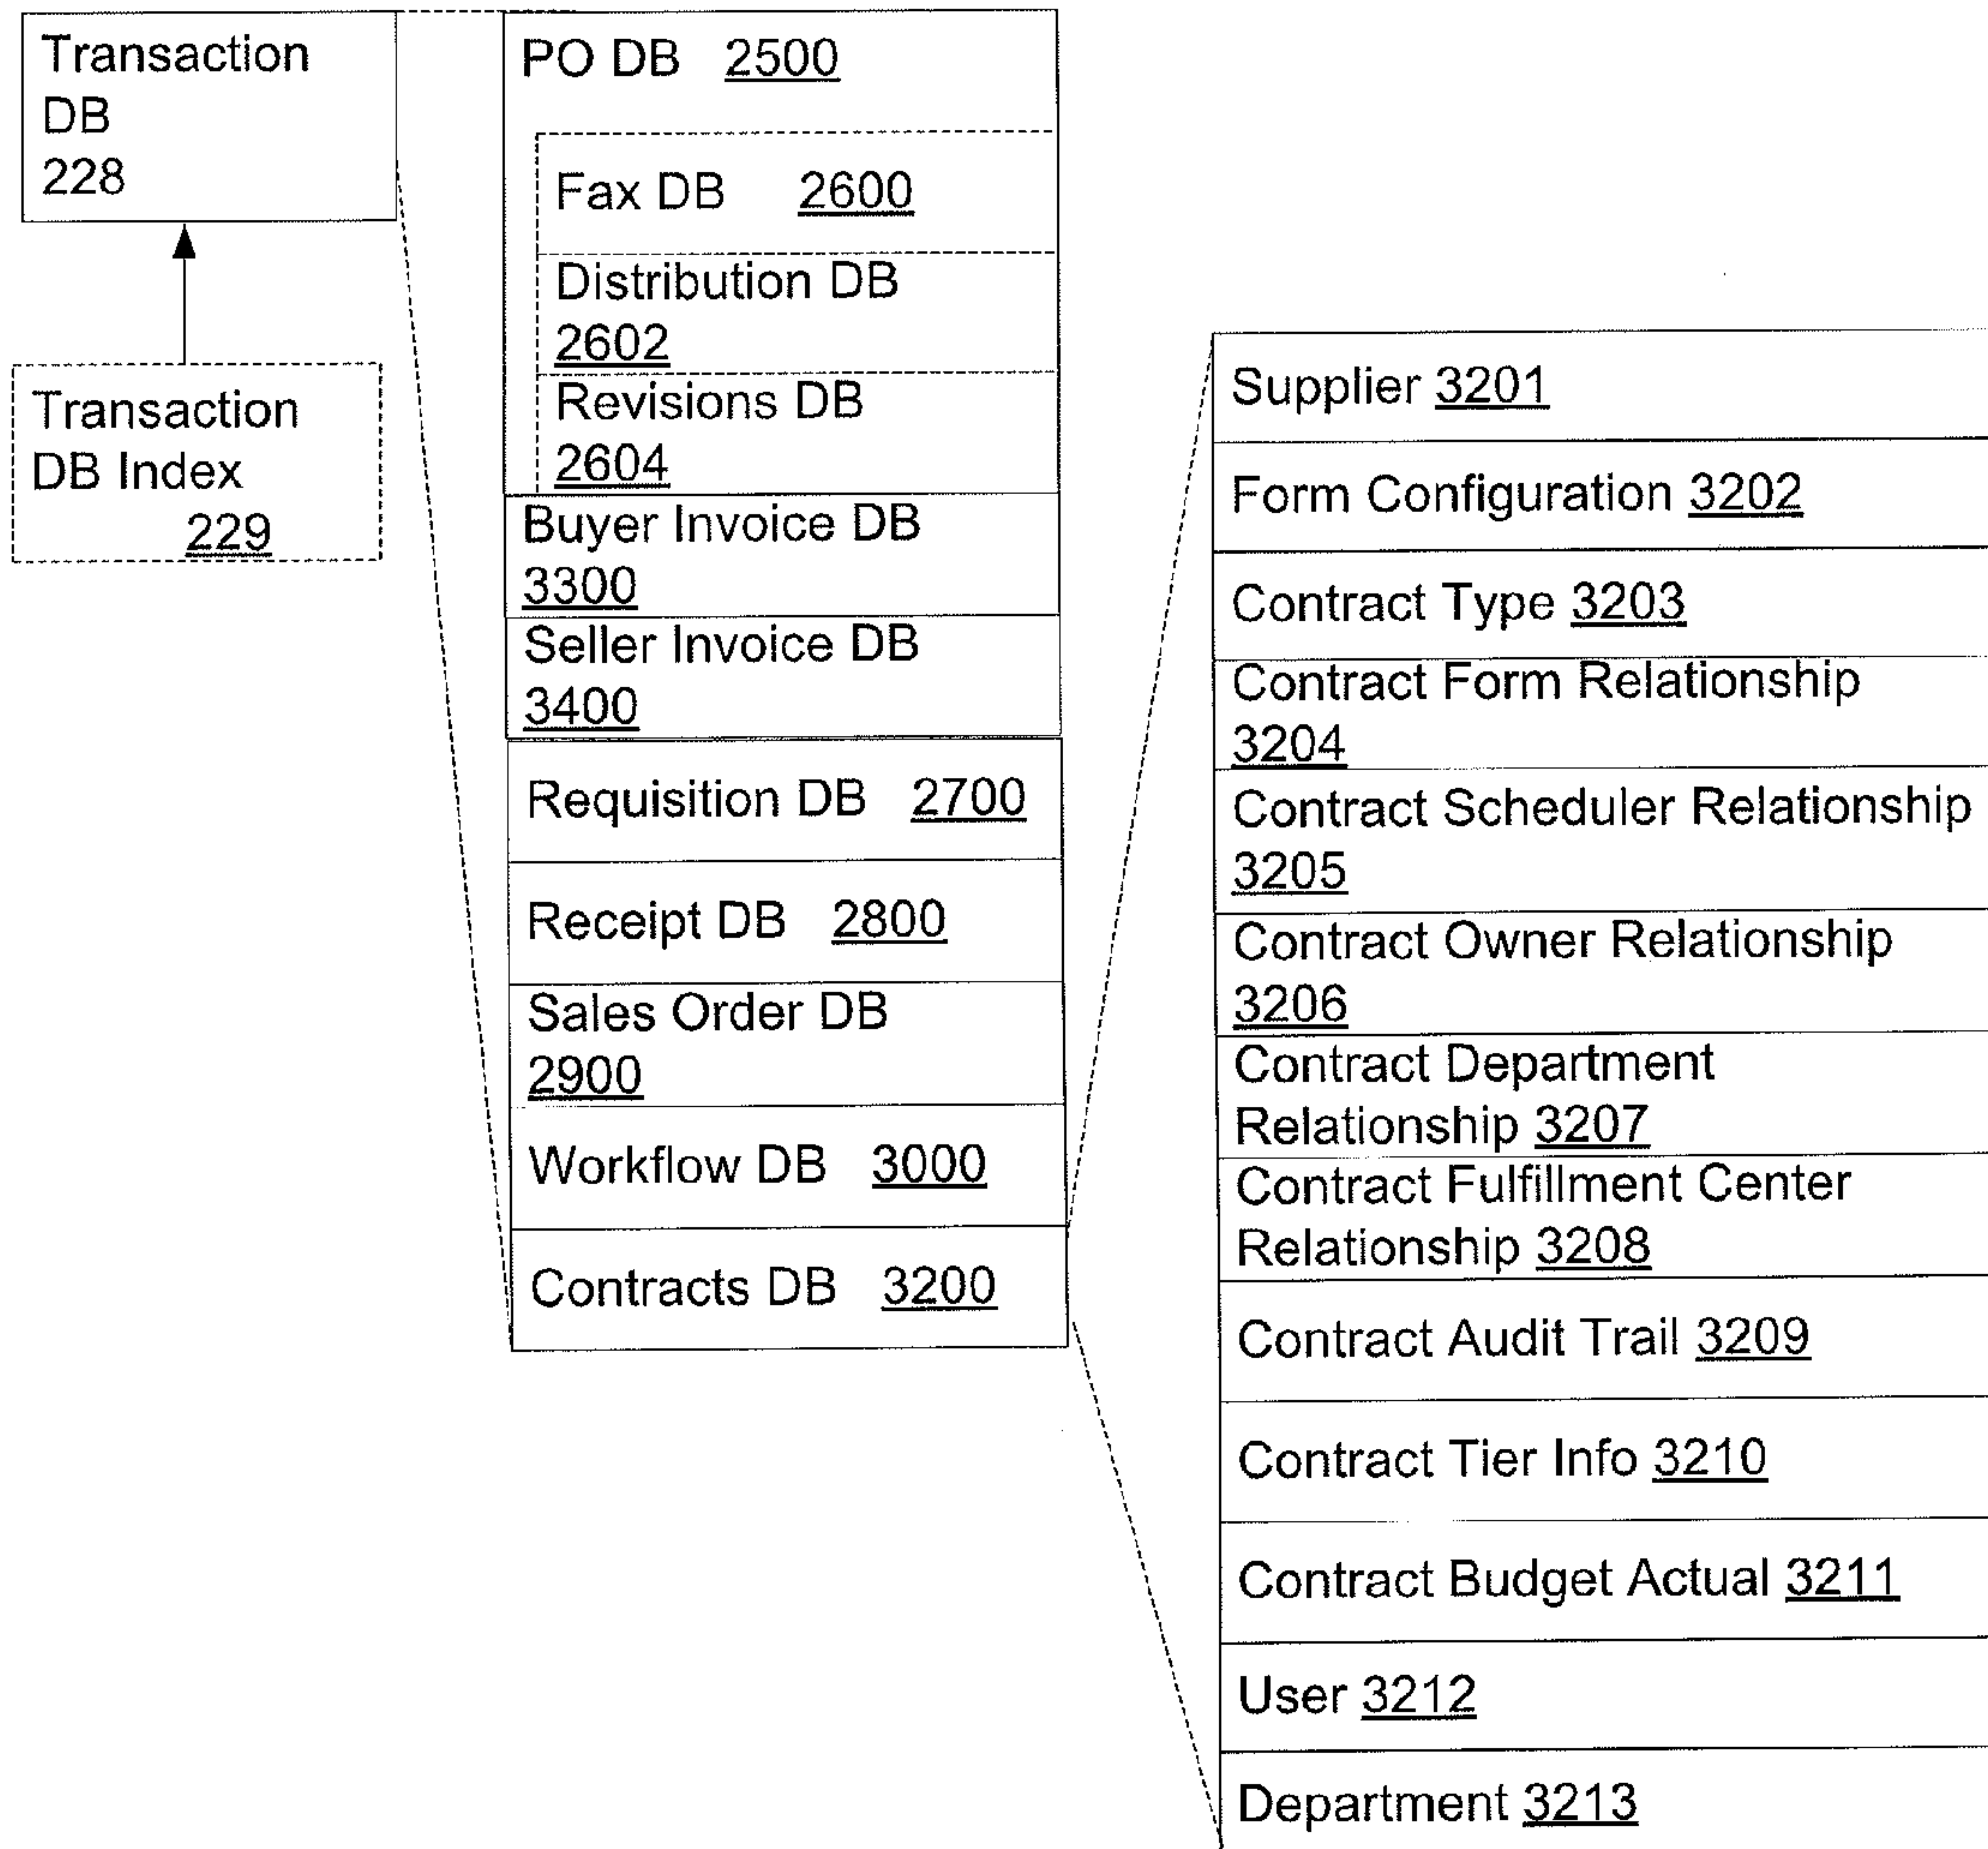 Transaction
DB
228
Transaction
DB Index
229
PO DB 2500
Fax DB 2600
Distribution DB
2602
Revisions DB
2604
Buyer Invoice DB
3300
Seller Invoice DB
3400
Requisition DB 2700
Receipt DB 2800
Sales Order DB
2900
Workflow DB 3000
Contracts DB 3200
Supplier 3201
Form Configuration 3202
Contract Type 3203
Contract Form Relationship
3204
Contract Scheduler Relationship
3205
Contract Owner Relationship
3206
Contract Department
Relationship 3207
Contract Fulfillment Center
Relationship 3208
Contract Audit Trail 3209
Contract Tier Info 3210
Contract Budget Actual 3211
User 3212
Department 3213